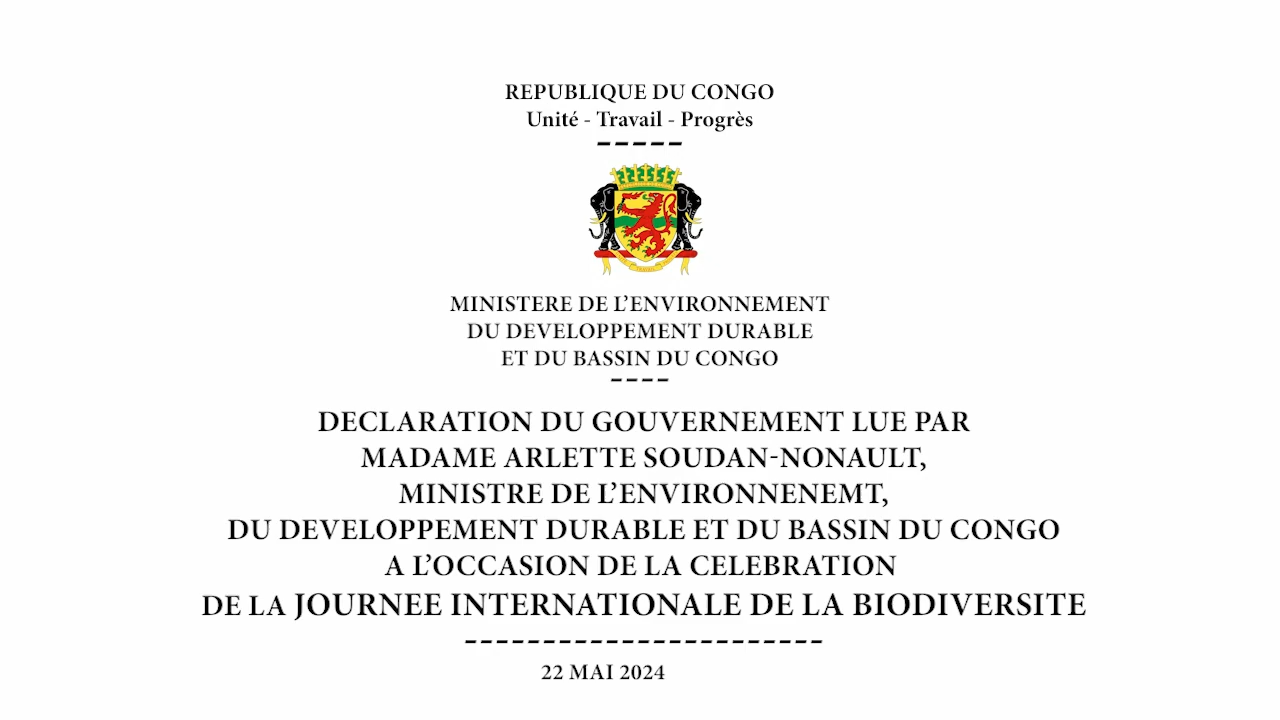 REPUBLIQUE DU CONGO
Unité - Travail - Progrès
-----
TRAVAIL
MINISTERE DE L’ENVIRONNEMENT
DU DEVELOPPEMENT DURABLE
ET DU BASSIN DU CONGO
----
DECLARATION DU GOUVERNEMENT LUE PAR
MADAME ARLETTE SOUDAN-NONAULT,
MINISTRE DE L’ENVIRONNENEMT,
DU DEVELOPPEMENT DURABLE ET DU BASSIN DU CONGO
A L’OCCASION DE LA CELEBRATION
DE LA JOURNEE INTERNATIONALE DE LA BIODIVERSITE
------------------------
22 MAI 2024